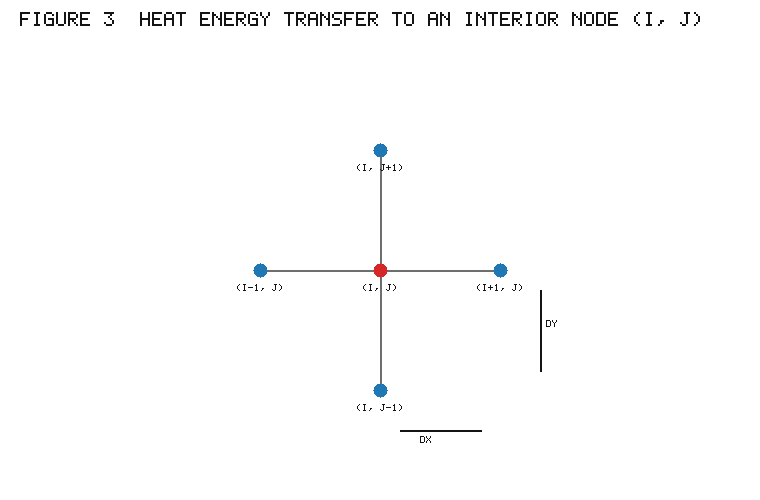 FIGURE 3  HEAT ENERGY TRANSFER TO AN INTERIOR NODE (I, J)
(I, J+1)
(I-1, J)
(I, J)
(I+1, J)
DY
(I, J-1)
DX